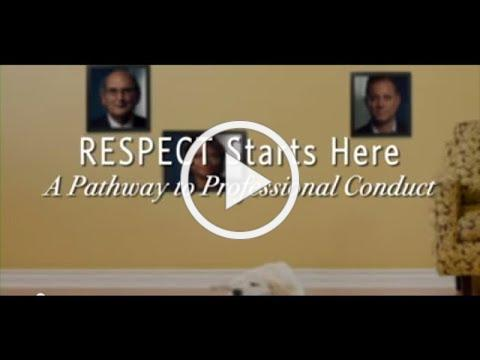 RESPECT Starts Here
A Pathway to Professional Conduct